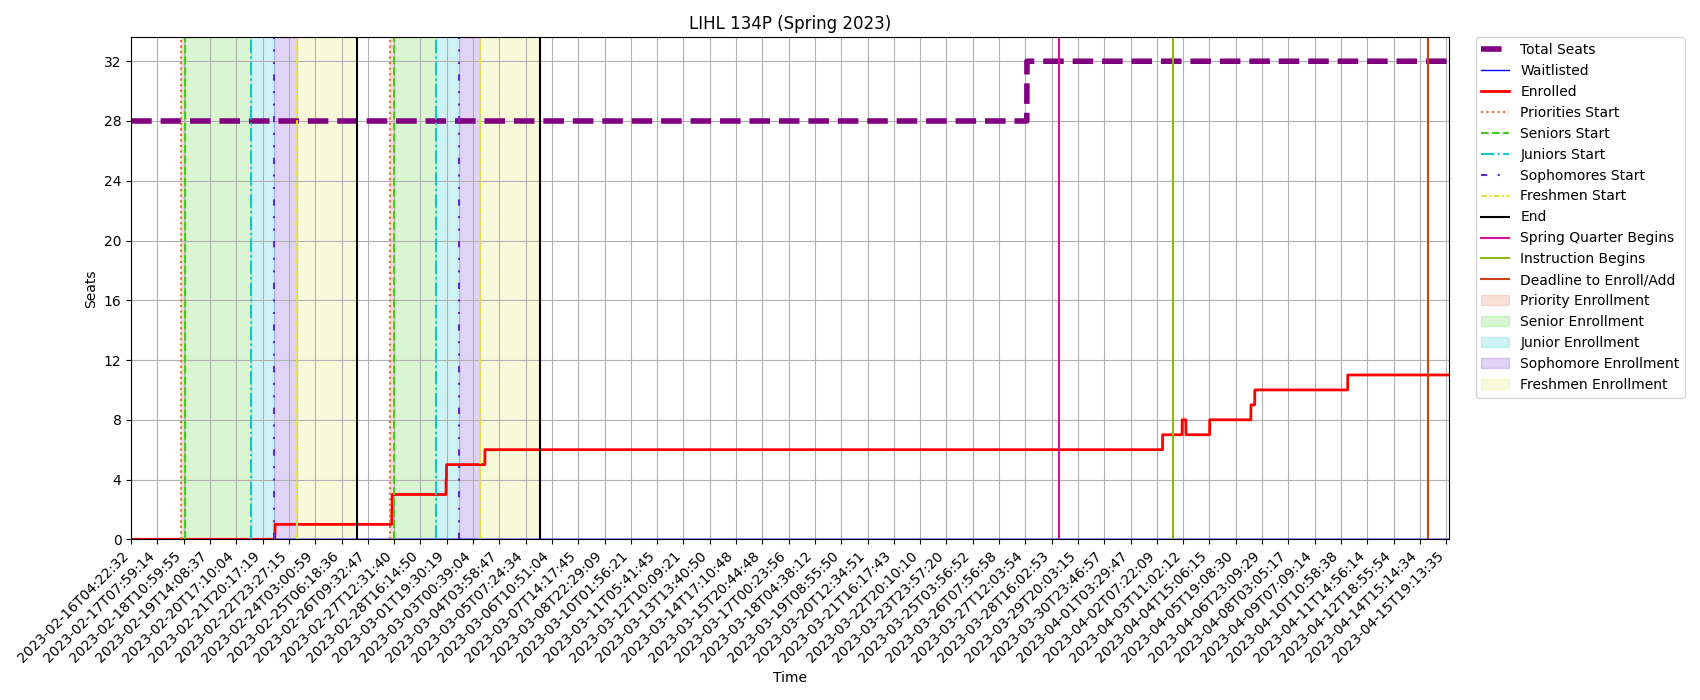 LIHL 134P (Spring 2023)
Seats
32
28
24
20
16
12
8
4
0
2023-02-16T04:22:32
2023-02-17T07:59:14
2023-02-18T10:59:55
2023-02-19T14:08:37
2023-02-20T17:10:04
2023-02-21T20:17:19
2023-02-22T23:27:15
2023-02-24T03:00:59
2023-02-25T06:18:36
2023-02-26T09:32:47
2023-02-27T12:31:40
2023-02-28T16:14:50
2023-03-01T19:30:19
2023-03-03T00:39:04
2023-03-04T03:58:47
2023-03-05T07:24:34
2023-03-06T10:51:04
2023-03-07T14:17:45
2023-03-08T22:29:09
2023-03-10T01:56:21
2023-03-11T05:41:45
2023-03-12T10:09:21
2023-03-13T13:40:50
2023-03-14T17:10:48
2023-03-15T20:44:48
2023-03-17T00:23:56
2023-03-18T04:38:12
2023-03-19T08:55:50
2023-03-20T12:34:51
2023-03-21T16:17:43
2023-03-22T20:10:10
2023-03-23T23:57:20
2023-03-25T03:56:52
2023-03-26T07:56:58
2023-03-27T12:03:54
2023-03-28T16:02:53
2023-03-29T20:03:15
2023-03-30T23:46:57
2023-04-01T03:29:47
2023-04-02T07:22:09
2023-04-03T11:02:12
2023-04-04T15:06:15
2023-04-05T19:08:30
2023-04-06T23:09:29
2023-04-08T03:05:17
2023-04-09T07:09:14
2023-04-10T10:58:38
2023-04-11T14:56:14
2023-04-12T18:55:54
2023-04-14T15:14:34
2023-04-15T19:13:35
Time
Total Seats
Waitlisted
Enrolled
Priorities Start
Seniors Start
Juniors Start
Sophomores Start
Freshmen Start
End
Spring Quarter Begins
Instruction Begins
Deadline to Enroll/Add
Priority Enrollment
Senior Enrollment
Junior Enrollment
Sophomore Enrollment
Freshmen Enrollment